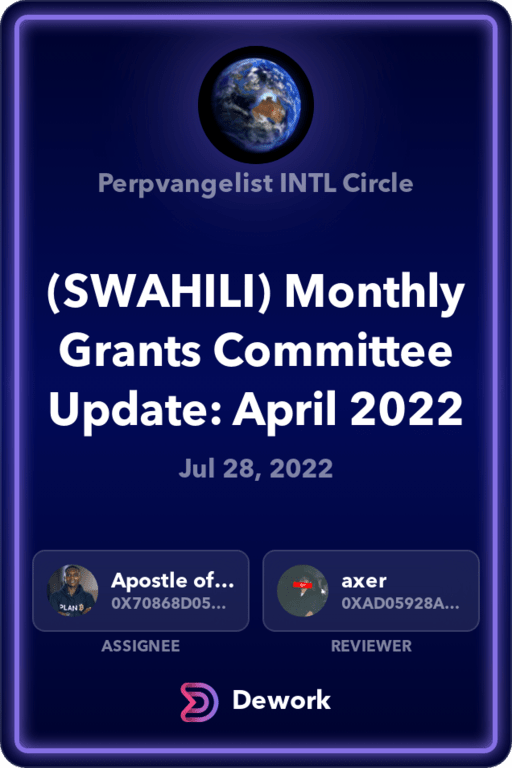 Perpvangelist INTL Circle
(SWAHILI) Monthly
Grants Committee
Update: April 2022
Jul 28, 2022
Apostle of...
0X70868D05...
axer
0XAD05928A...
ASSIGNEE
REVIEWER
Dework
PLAN